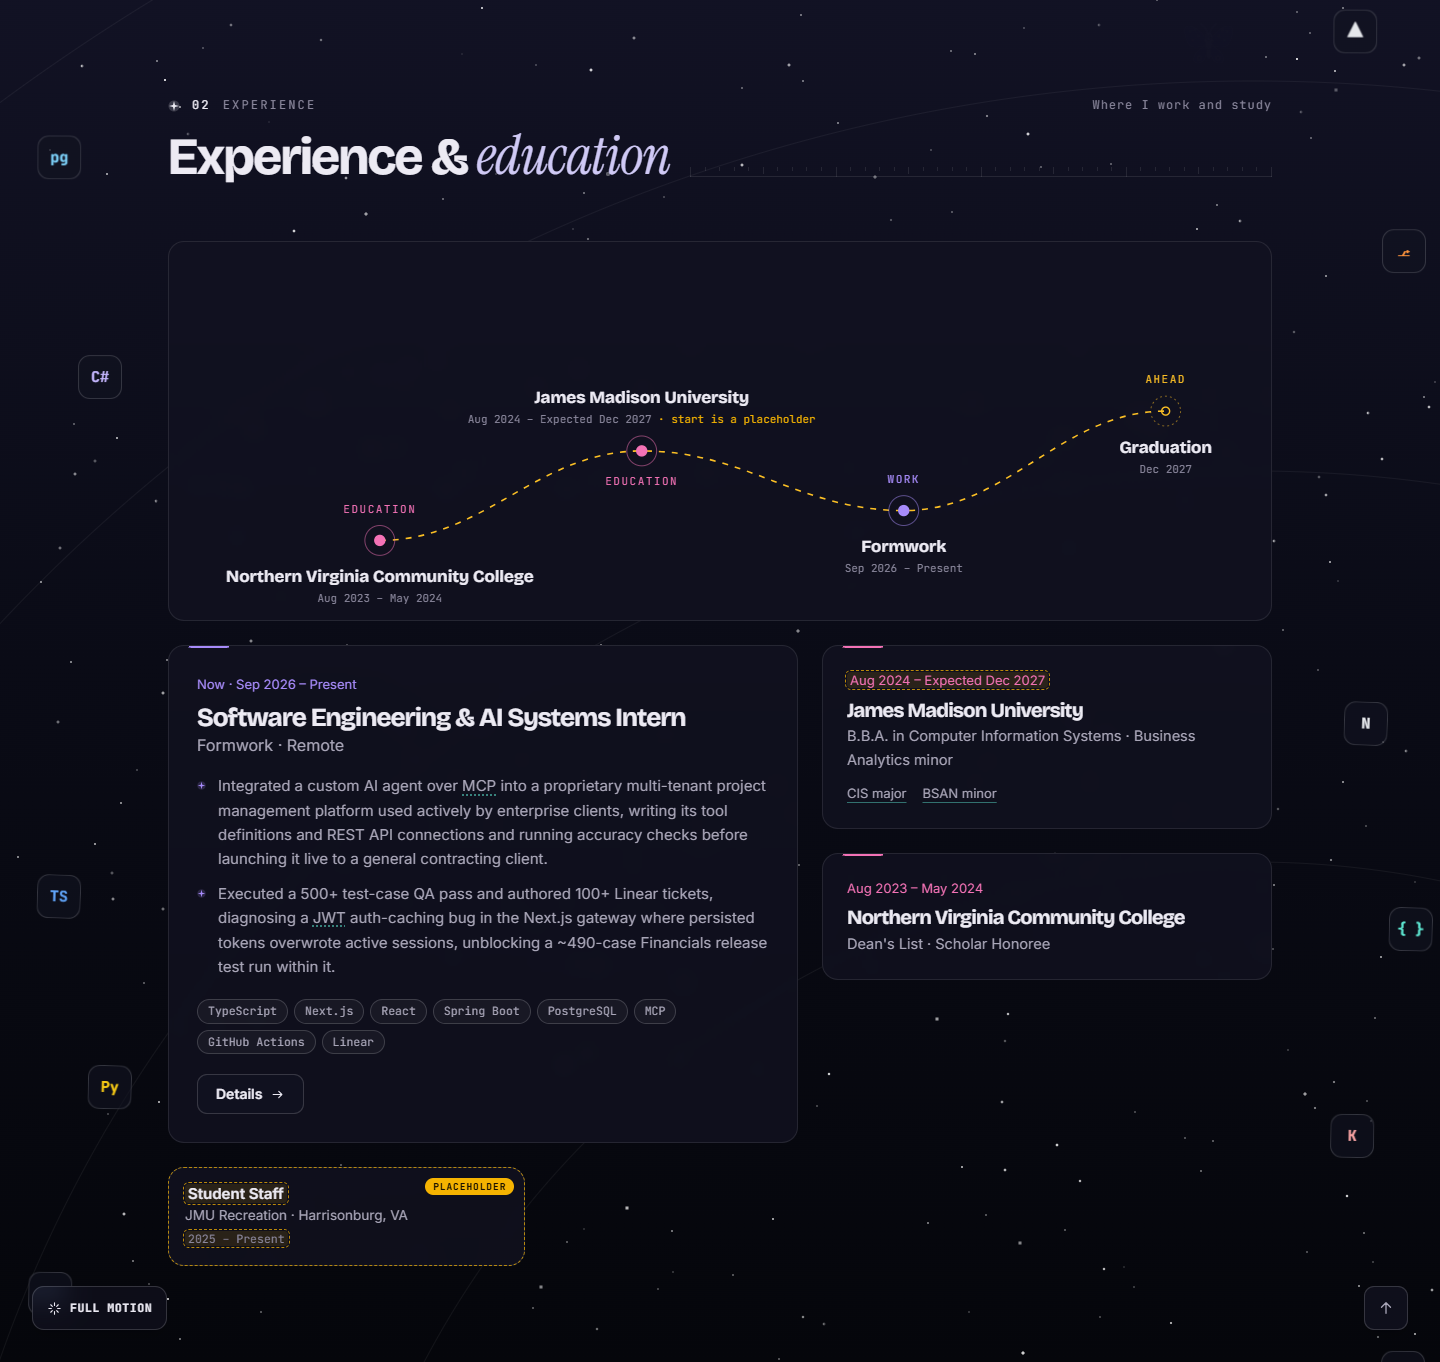 02 EXPERIENCE
Where I work and study
Experience & education
pg
C#
AHEAD
James Madison University
Aug 2024 – Expected Dec 2027 · start is a placeholder
Graduation
Dec 2027
EDUCATION
WORK
EDUCATION
Formwork
Sep 2026 – Present
Northern Virginia Community College
Aug 2023 – May 2024
Now · Sep 2026 – Present
Software Engineering & AI Systems Intern
Formwork · Remote
Integrated a custom AI agent over MCP into a proprietary multi-tenant project
management platform used actively by enterprise clients, writing its tool
definitions and REST API connections and running accuracy checks before
launching it live to a general contracting client.
Executed a 500+ test-case QA pass and authored 100+ Linear tickets,
diagnosing a JWT auth-caching bug in the Next.js gateway where persisted
tokens overwrote active sessions, unblocking a ~490-case Financials release
test run within it.
TypeScript
Next.js
React
Spring Boot
PostgreSQL
MCP
GitHub Actions
Linear
Details →
Aug 2024 – Expected Dec 2027
James Madison University
B.B.A. in Computer Information Systems · Business
Analytics minor
CIS major
BSAN minor
Aug 2023 – May 2024
Northern Virginia Community College
Dean's List · Scholar Honoree
N
TS
{ }
Py
K
PLACEHOLDER
Student Staff
JMU Recreation · Harrisonburg, VA
2025 – Present
FULL MOTION